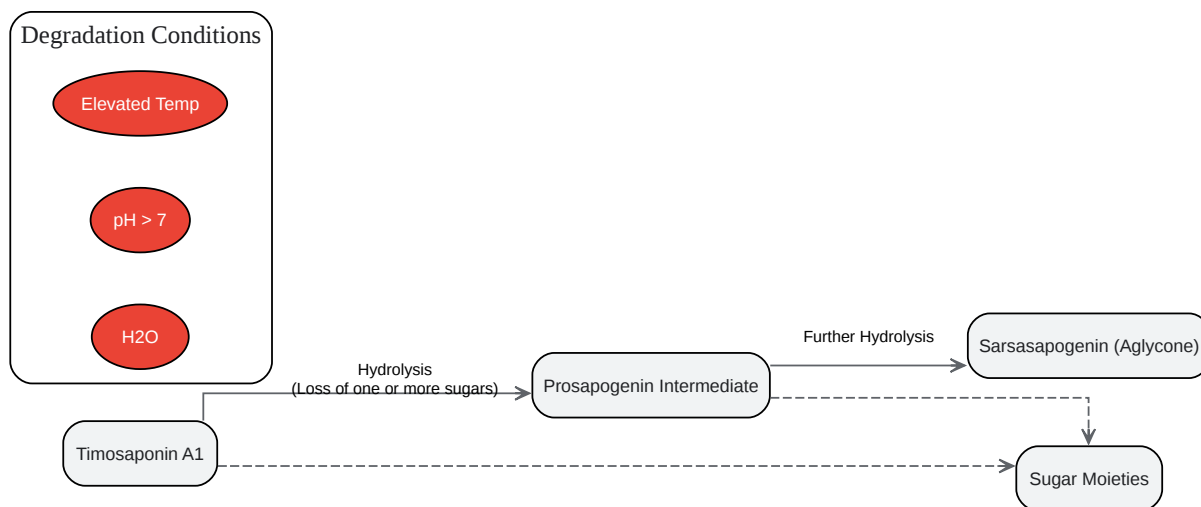 Degradation Conditions
Elevated Temp
pH > 7
H2O
Hydrolysis
(Loss of one or more sugars)
Further Hydrolysis
Timosaponin A1
Prosapogenin Intermediate
Sarsasapogenin (Aglycone)
Sugar Moieties